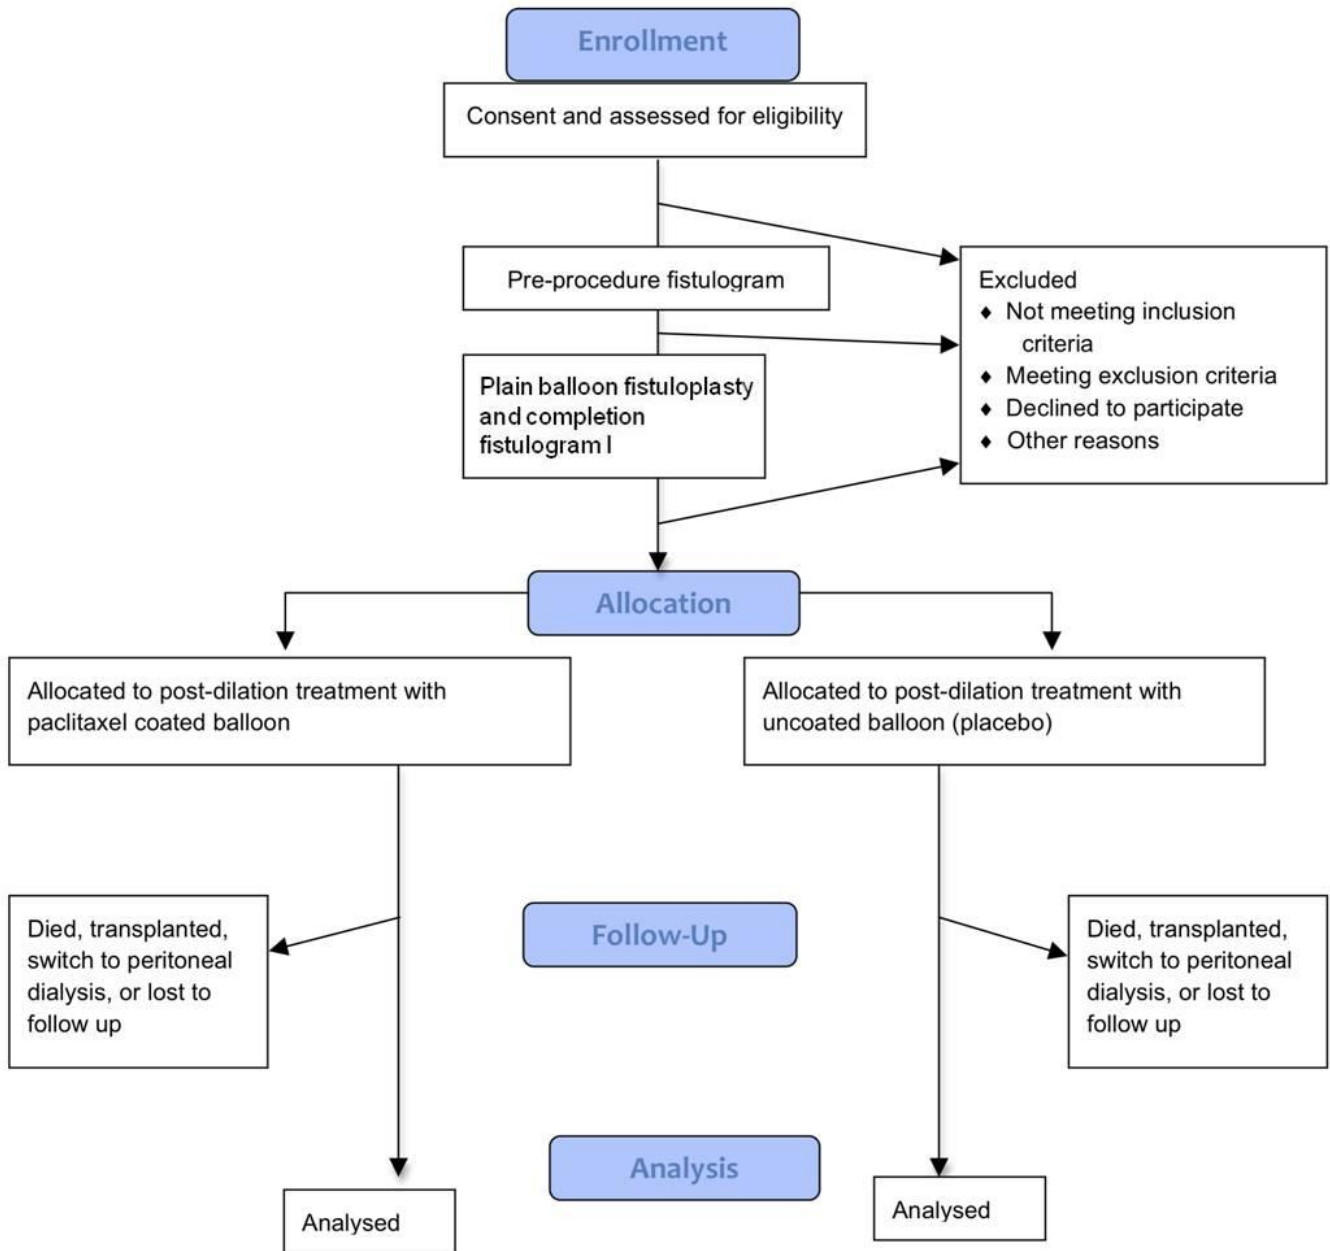 Enrollment
Consent and assessed for eligibility
Pre-procedure fistulogram
Excluded
♦ Not meeting inclusion
criteria
♦ Meeting exclusion criteria
♦ Declined to participate
♦ Other reasons
Plain balloon fistuloplasty
and completion
fistulogram I
Allocation
Allocated to post-dilation treatment with
paclitaxel coated balloon
Allocated to post-dilation treatment with
uncoated balloon (placebo)
Died, transplanted,
switch to peritoneal
dialysis, or lost to
follow up
Follow-Up
Died, transplanted,
switch to peritoneal
dialysis, or lost to
follow up
Analysis
Analysed
Analysed